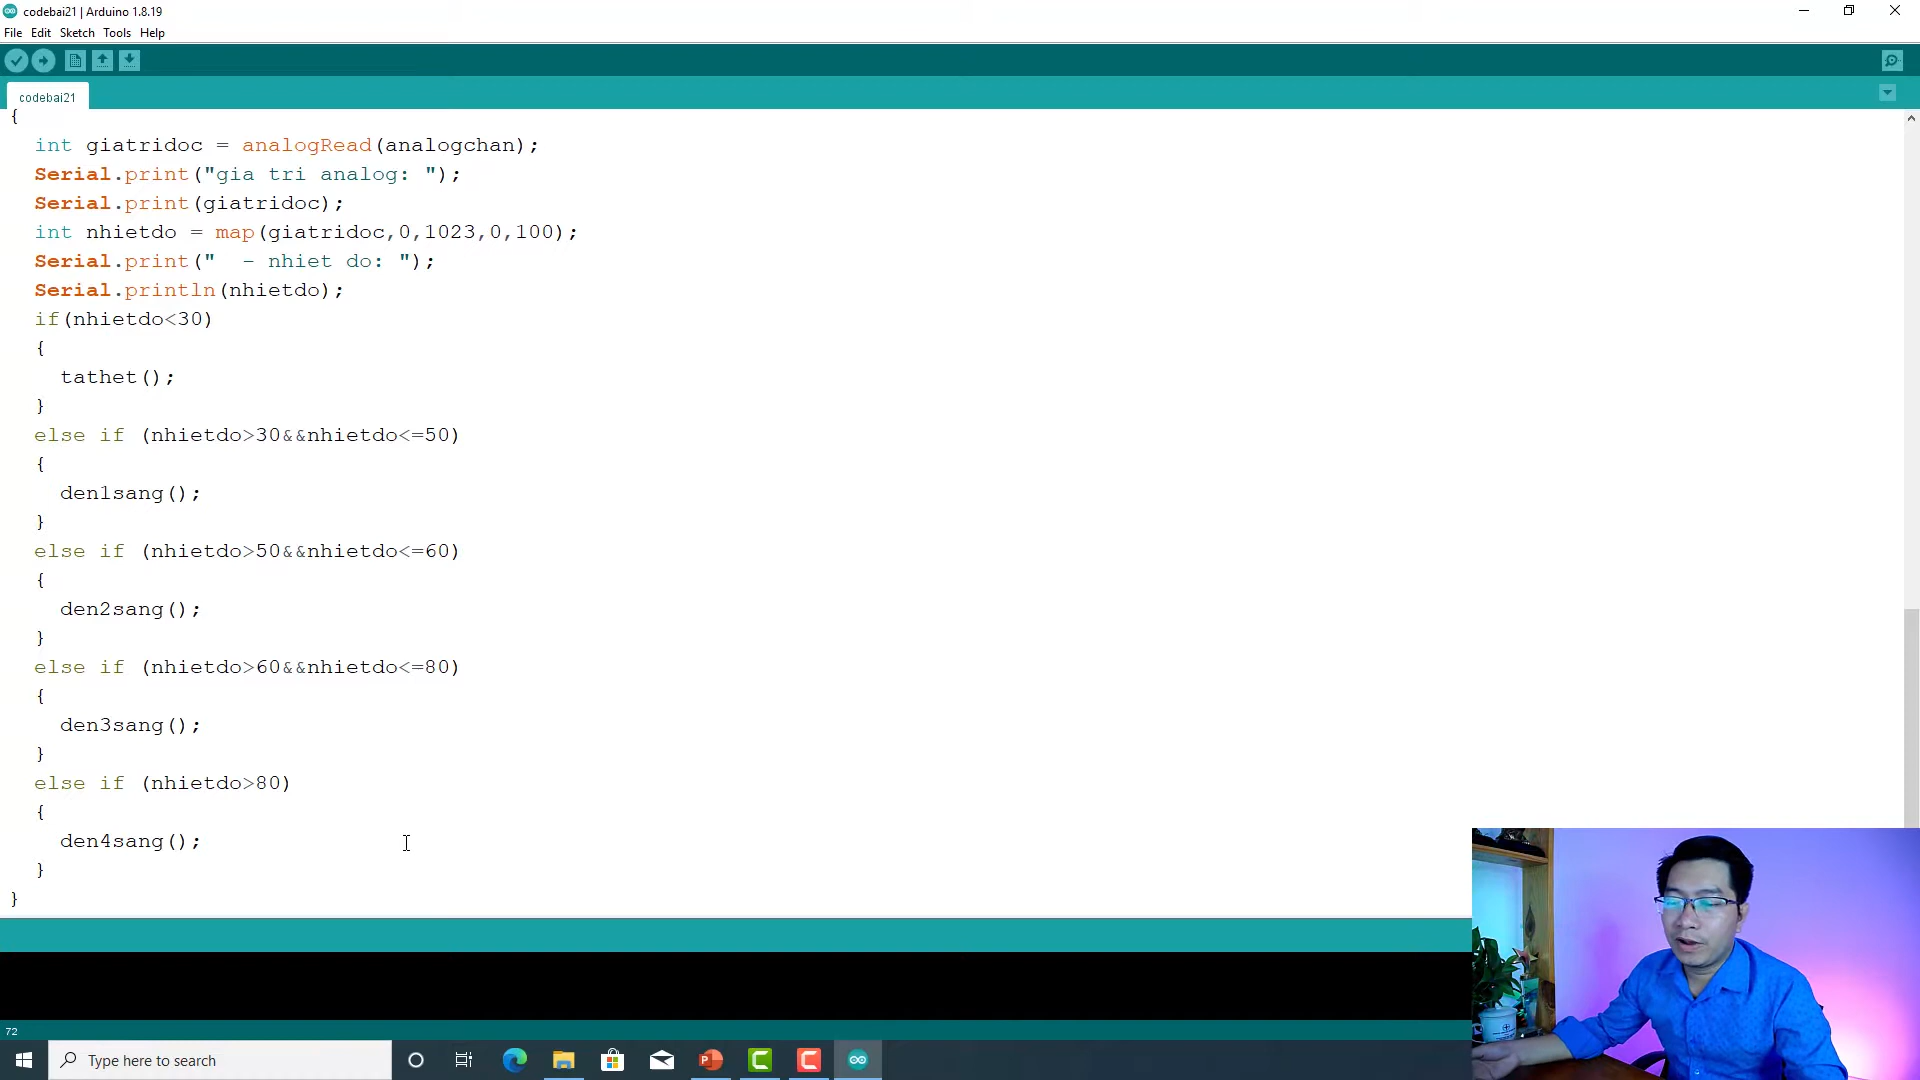 codebai21 | Arduino 1.8.19
File Edit Sketch Tools Help
codebai21
{
int giatridoc = analogRead(analogchan);
Serial.print("gia tri analog: ");
Serial.print(giatridoc);
int nhietdo = map(giatridoc,0,1023,0,100);
Serial.print("  - nhiet do: ");
Serial.println(nhietdo);
if(nhietdo<30)
{
tathet();
}
else if (nhietdo>30&&nhietdo<=50)
{
den1sang();
}
else if (nhietdo>50&&nhietdo<=60)
{
den2sang();
}
else if (nhietdo>60&&nhietdo<=80)
{
den3sang();
}
else if (nhietdo>80)
{
den4sang();
}
}
72
Type here to search